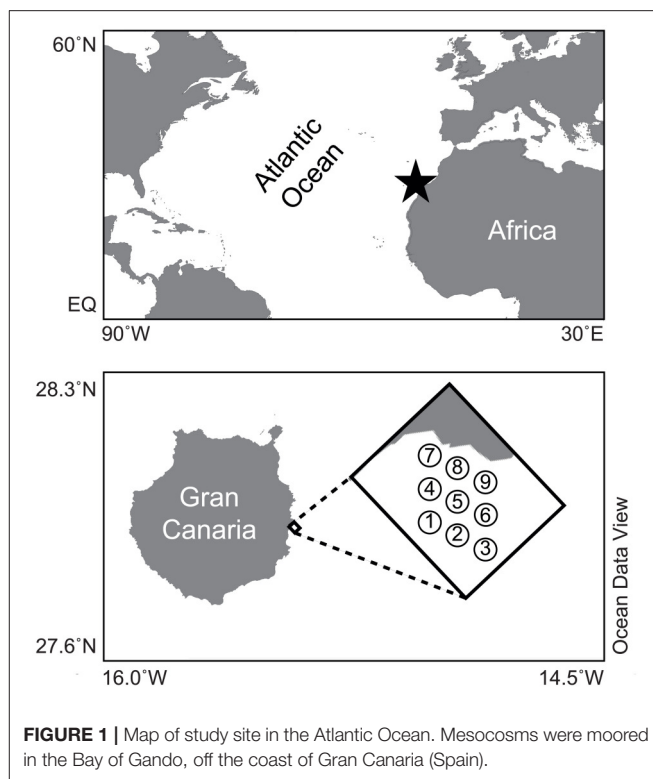 60°N
Atlantic
Ocean
Africa
EQ
90°W
30°E
28.3°N
Gran
Canaria
7
8
9
4
5
6
1
2
3
27.6°N
16.0°W
14.5°W
Ocean Data View
FIGURE 1 | Map of study site in the Atlantic Ocean. Mesocosms were moored
in the Bay of Gando, off the coast of Gran Canaria (Spain).